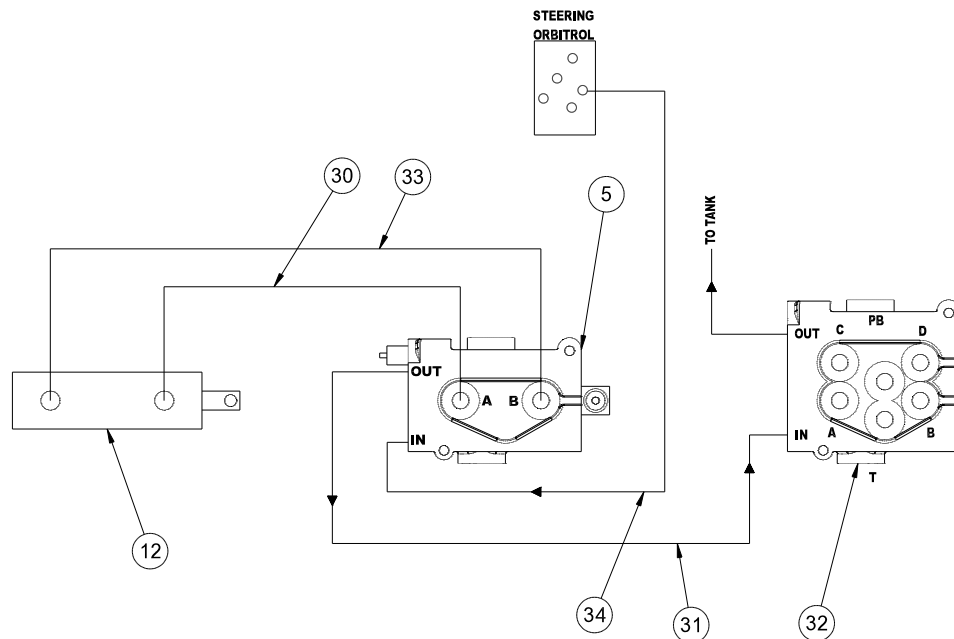 STEERING
ORBITROL
30
33
5
TO TANK
OUT
C
PB
D
OUT
A
B
IN
A
B
IN
T
12
34
31
32